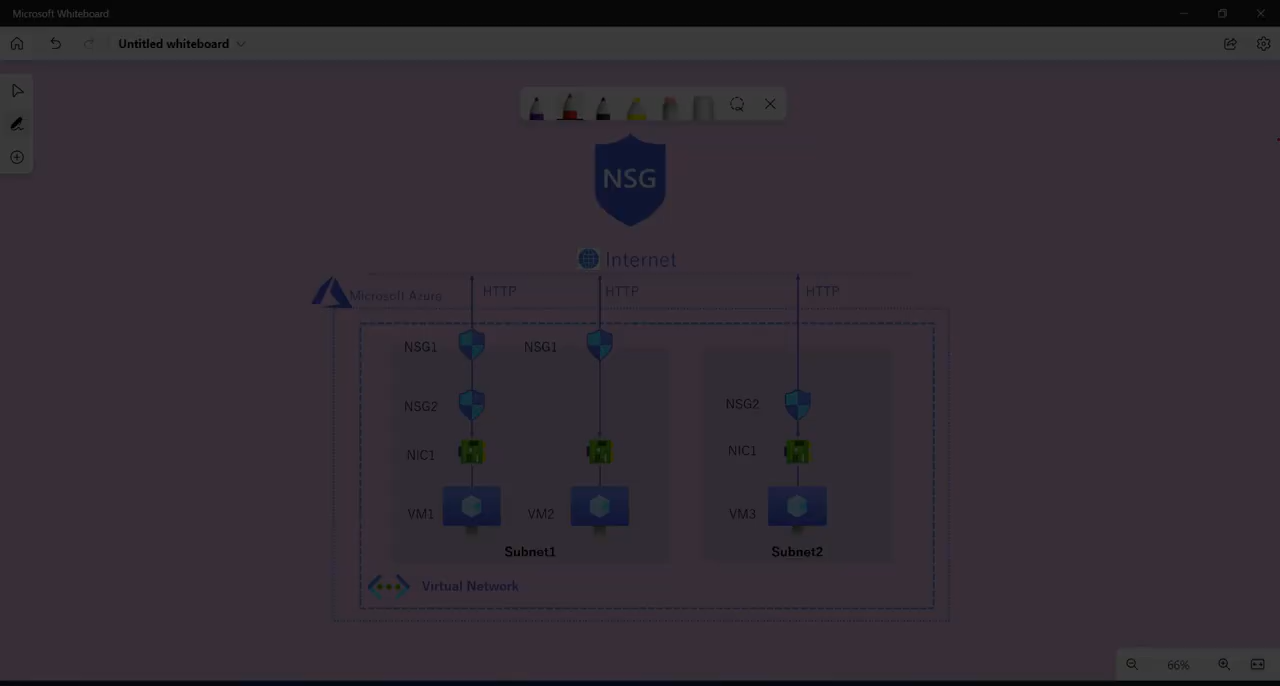 Microsoft Whiteboard
Untitled whiteboard
NSG
Internet
Microsoft Azure
HTTP HTTP HTTP
NSG1 NSG1
NSG2 NSG2
NIC1 NIC1
VM1 VM2 VM3
Subnet1 Subnet2
Virtual Network
66%